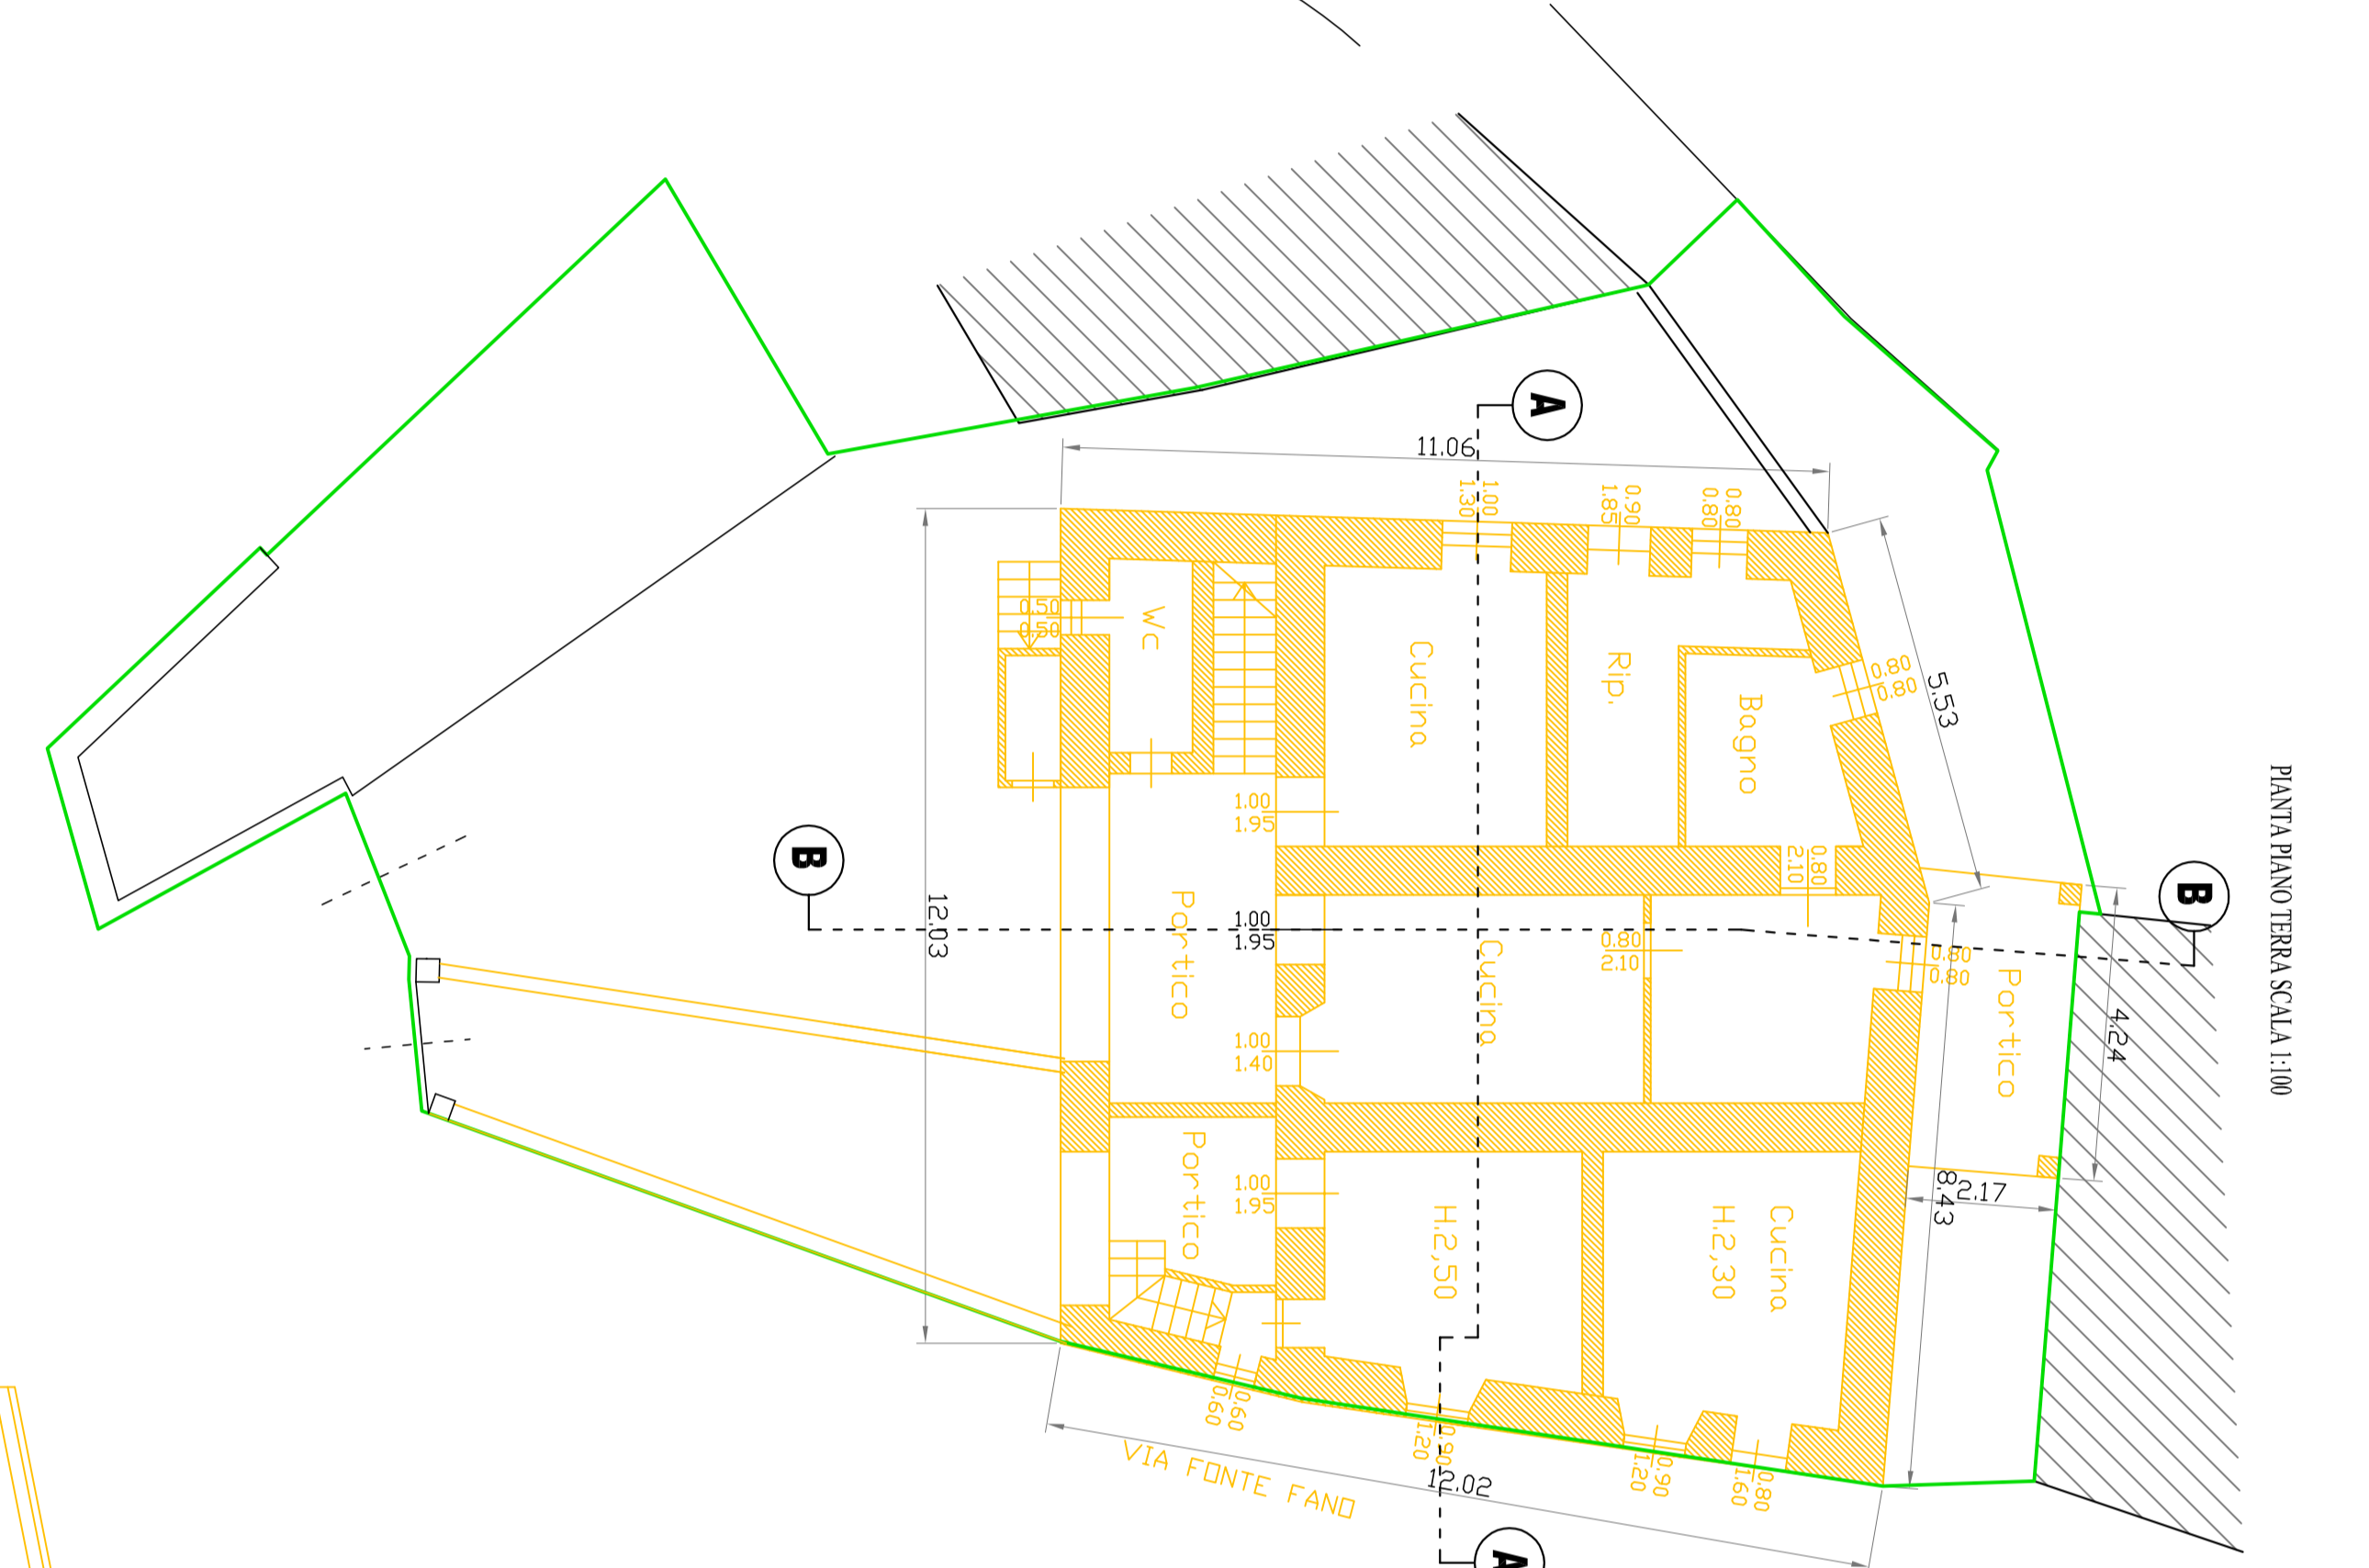 PIANTA PIANO TERRA SCALA 1:100
A
11.06
1.00
1.30
0.90
1.85
0.80
0.80
0.50
0.50
Wc
Cucina
Rip.
Bagno
0.80
0.80
5.53
1.00
1.95
0.80
2.10
B
B
12.03
Portico
1.00
1.95
Cucina
0.80
2.10
0.80
0.80
Portico
4.24
1.00
1.40
Portico
1.00
1.95
H.2,50
Cucina
H.2,30
8.43
2.17
0.60
0.60
0.90
1.20
0.90
1.20
0.80
1.60
VIA FONTE FANO
12.02
A